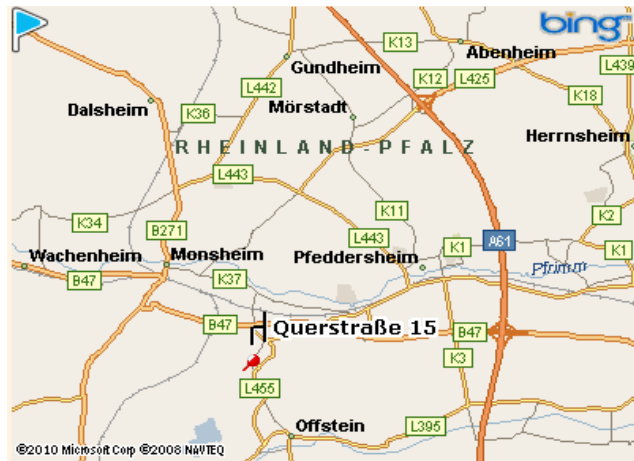 bing™
K13
Abenheim
Gundheim
L439
K12
L425
L442
K18
Dalsheim
Mörstadt
K36
Herrnsheim
RHEINLAND-PFALZ
L443
K11
K2
K34
B271
L443
K1
A61
K1
Wachenheim
Monsheim
Pfeddersheim
Pfrimm
B47
K37
B47
Querstraße 15
B47
K3
L455
Offstein
L395
©2010 Microsoft Corp ©2008 NAVTEQ